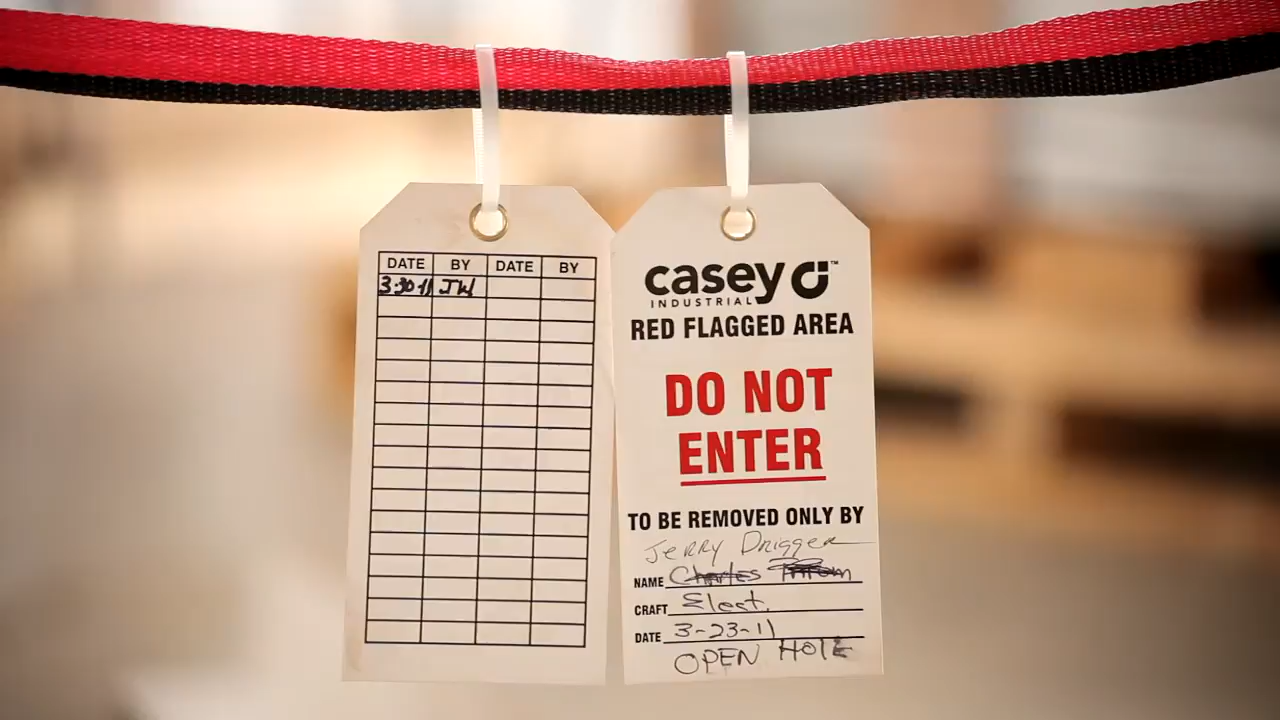 DATE BY DATE BY
3-30-11 JW
casey
INDUSTRIAL
RED FLAGGED AREA
DO NOT
ENTER
TO BE REMOVED ONLY BY
Jerry Drigger
NAME Charles
CRAFT Elect.
DATE 3-23-11
OPEN HOLE